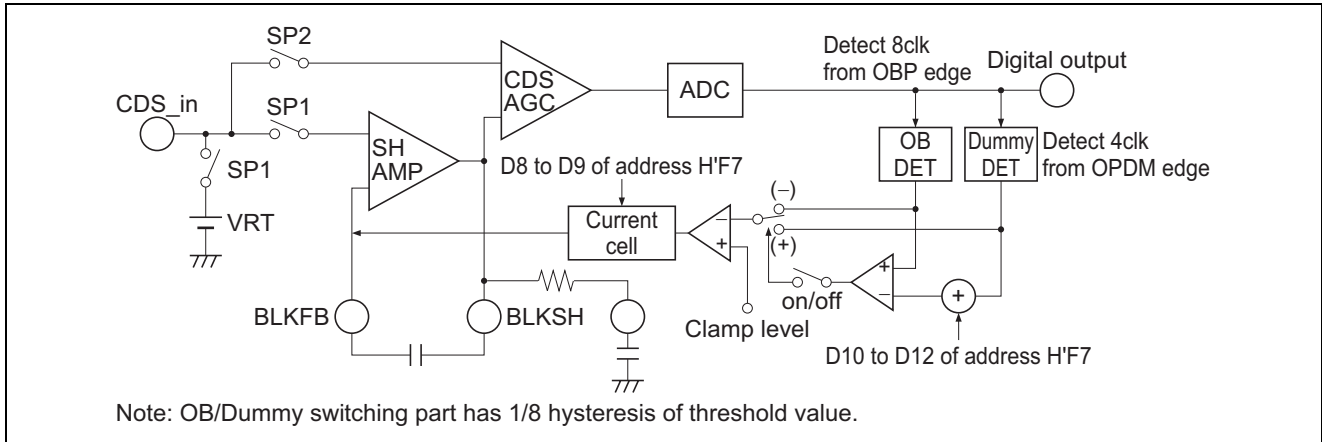 SP2
Detect 8clk
from OBP edge
Digital output
CDS_in
SP1
CDS
AGC
ADC
SH
AMP
SP1
VRT
D8 to D9 of address H'F7
OB
DET
Dummy
DET
Detect 4clk
from OPDM edge
Current
cell
(–)
(+)
–
+
+
–
+
on/off
BLKFB
BLKSH
Clamp level
D10 to D12 of address H'F7
Note: OB/Dummy switching part has 1/8 hysteresis of threshold value.